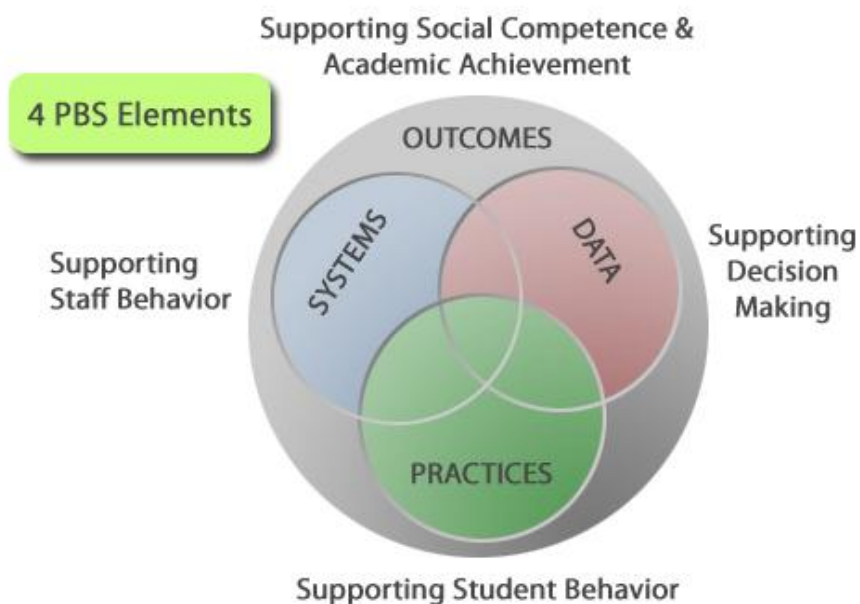 Supporting Social Competence &
Academic Achievement
4 PBS Elements
OUTCOMES
SYSTEMS
DATA
Supporting
Staff Behavior
Supporting
Decision
Making
PRACTICES
Supporting Student Behavior